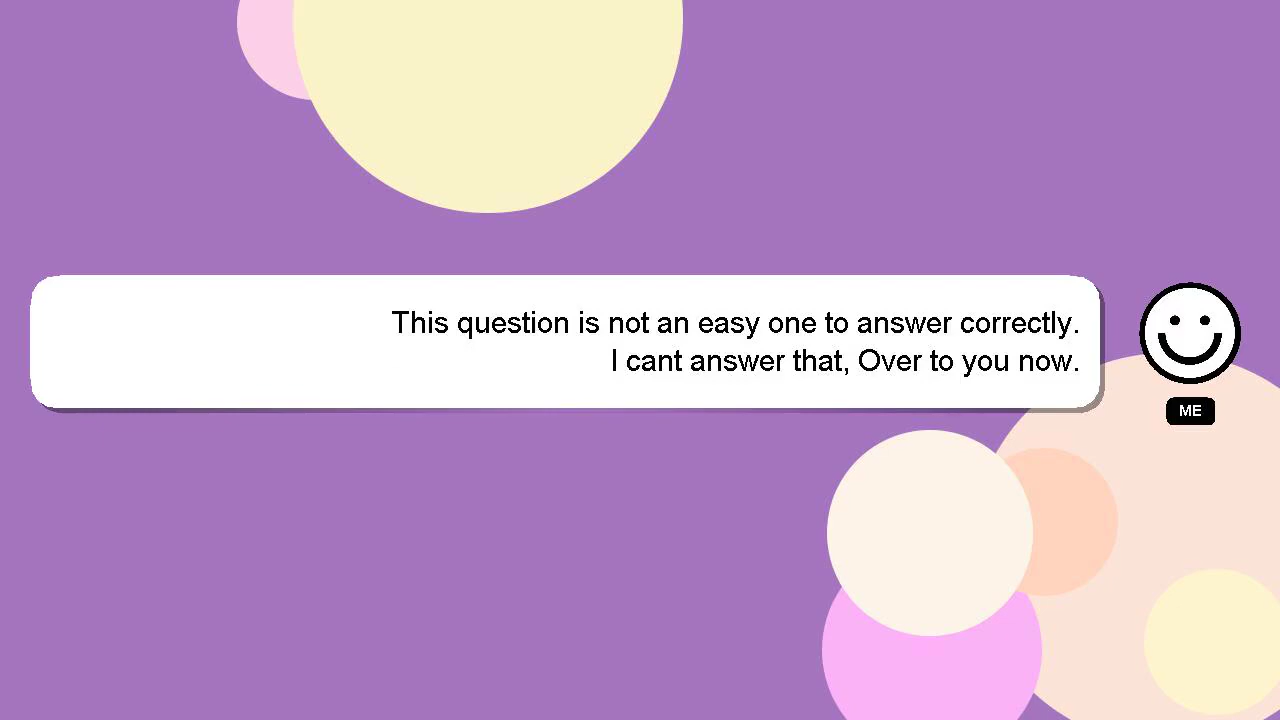 This question is not an easy one to answer correctly.
I cant answer that, Over to you now.
ME